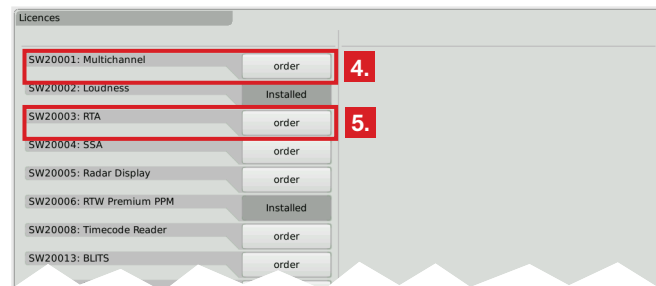 Licences
SW20001: Multichannel order 4.
SW20002: Loudness Installed
SW20003: RTA order 5.
SW20004: SSA order
SW20005: Radar Display order
SW20006: RTW Premium PPM Installed
SW20008: Timecode Reader order
SW20013: BLITS order